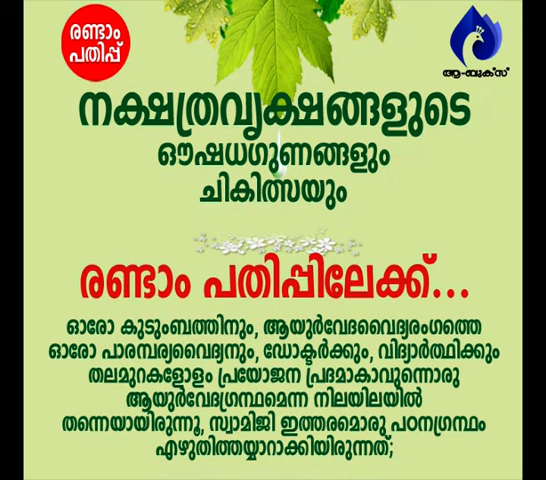 രണ്ടാം
പതിപ്പ്
ആ-ബുക്സ്
നക്ഷത്രവൃക്ഷങ്ങളുടെ
ഔഷധഗുണങ്ങളും
ചികിത്സയും
രണ്ടാം പതിപ്പിലേക്ക്...
ഓരോ കുടുംബത്തിനും, ആയുർവേദവൈദ്യരംഗത്തെ
ഓരോ പാരമ്പര്യവൈദ്യനും, ഡോക്ടർക്കും, വിദ്യാർത്ഥിക്കും
തലമുറകളോളം പ്രയോജന പ്രദമാകാവുന്നൊരു
ആയുർവേദഗ്രന്ഥമെന്ന നിലയിലയിൽ
തന്നെയായിരുന്നൂ, സ്വാമിജി ഇത്തരമൊരു പഠനഗ്രന്ഥം
എഴുതിത്തയ്യാറാക്കിയിരുന്നത്;